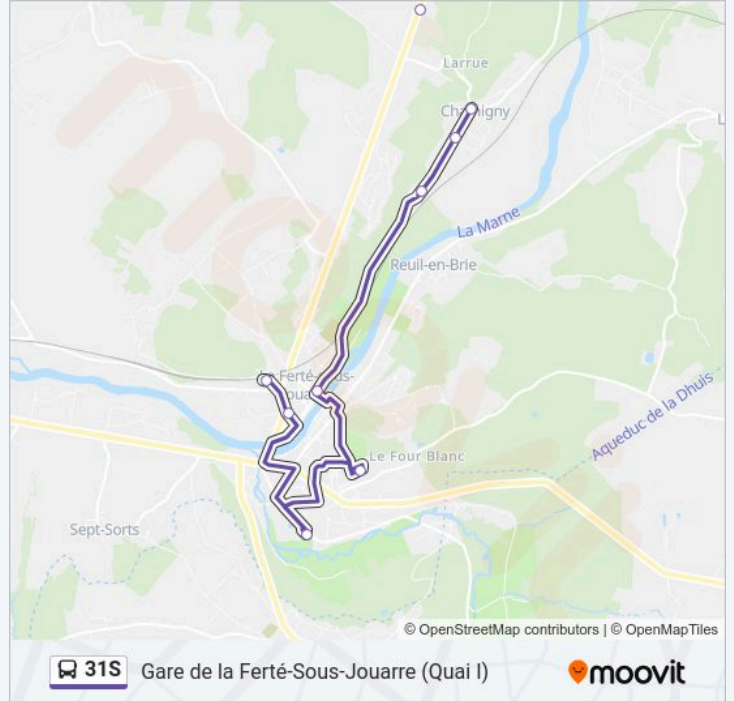 Larrue
Chamigny
La Marne
Reuil-en-Brie
La Ferté-sous-
Jouarre
Le Four Blanc
Aqueduc de la Dhuis
Sept-Sorts
© OpenStreetMap contributors | © OpenMapTiles
31S Gare de la Ferté-Sous-Jouarre (Quai I) moovit